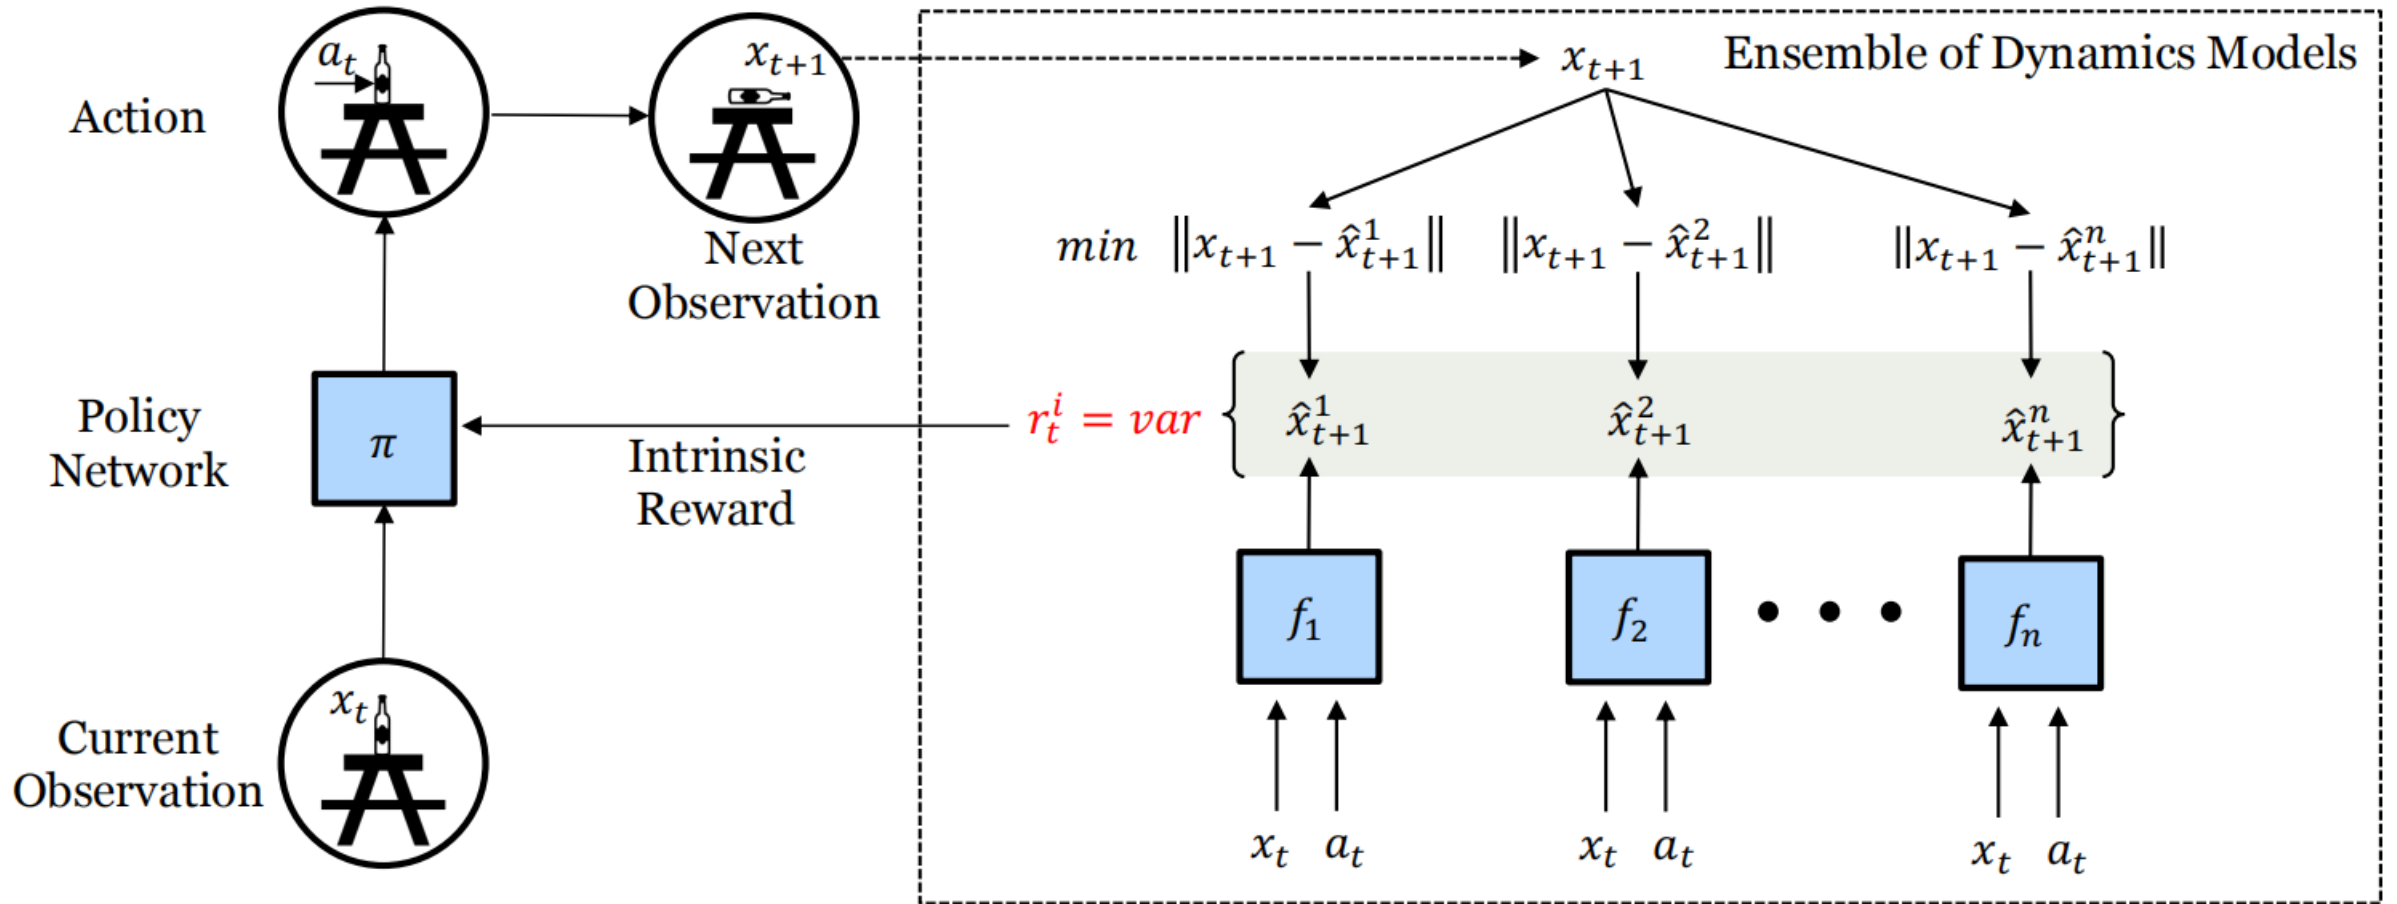 Action
a_t
x_{t+1}
Next
Observation
Policy
Network
π
Intrinsic
Reward
Current
Observation
x_t
x_{t+1}
Ensemble of Dynamics Models
min ‖x_{t+1} − x̂^1_{t+1}‖ ‖x_{t+1} − x̂^2_{t+1}‖ ‖x_{t+1} − x̂^n_{t+1}‖
r^i_t = var { x̂^1_{t+1} x̂^2_{t+1} x̂^n_{t+1} }
f_1 f_2 • • • f_n
x_t a_t x_t a_t x_t a_t